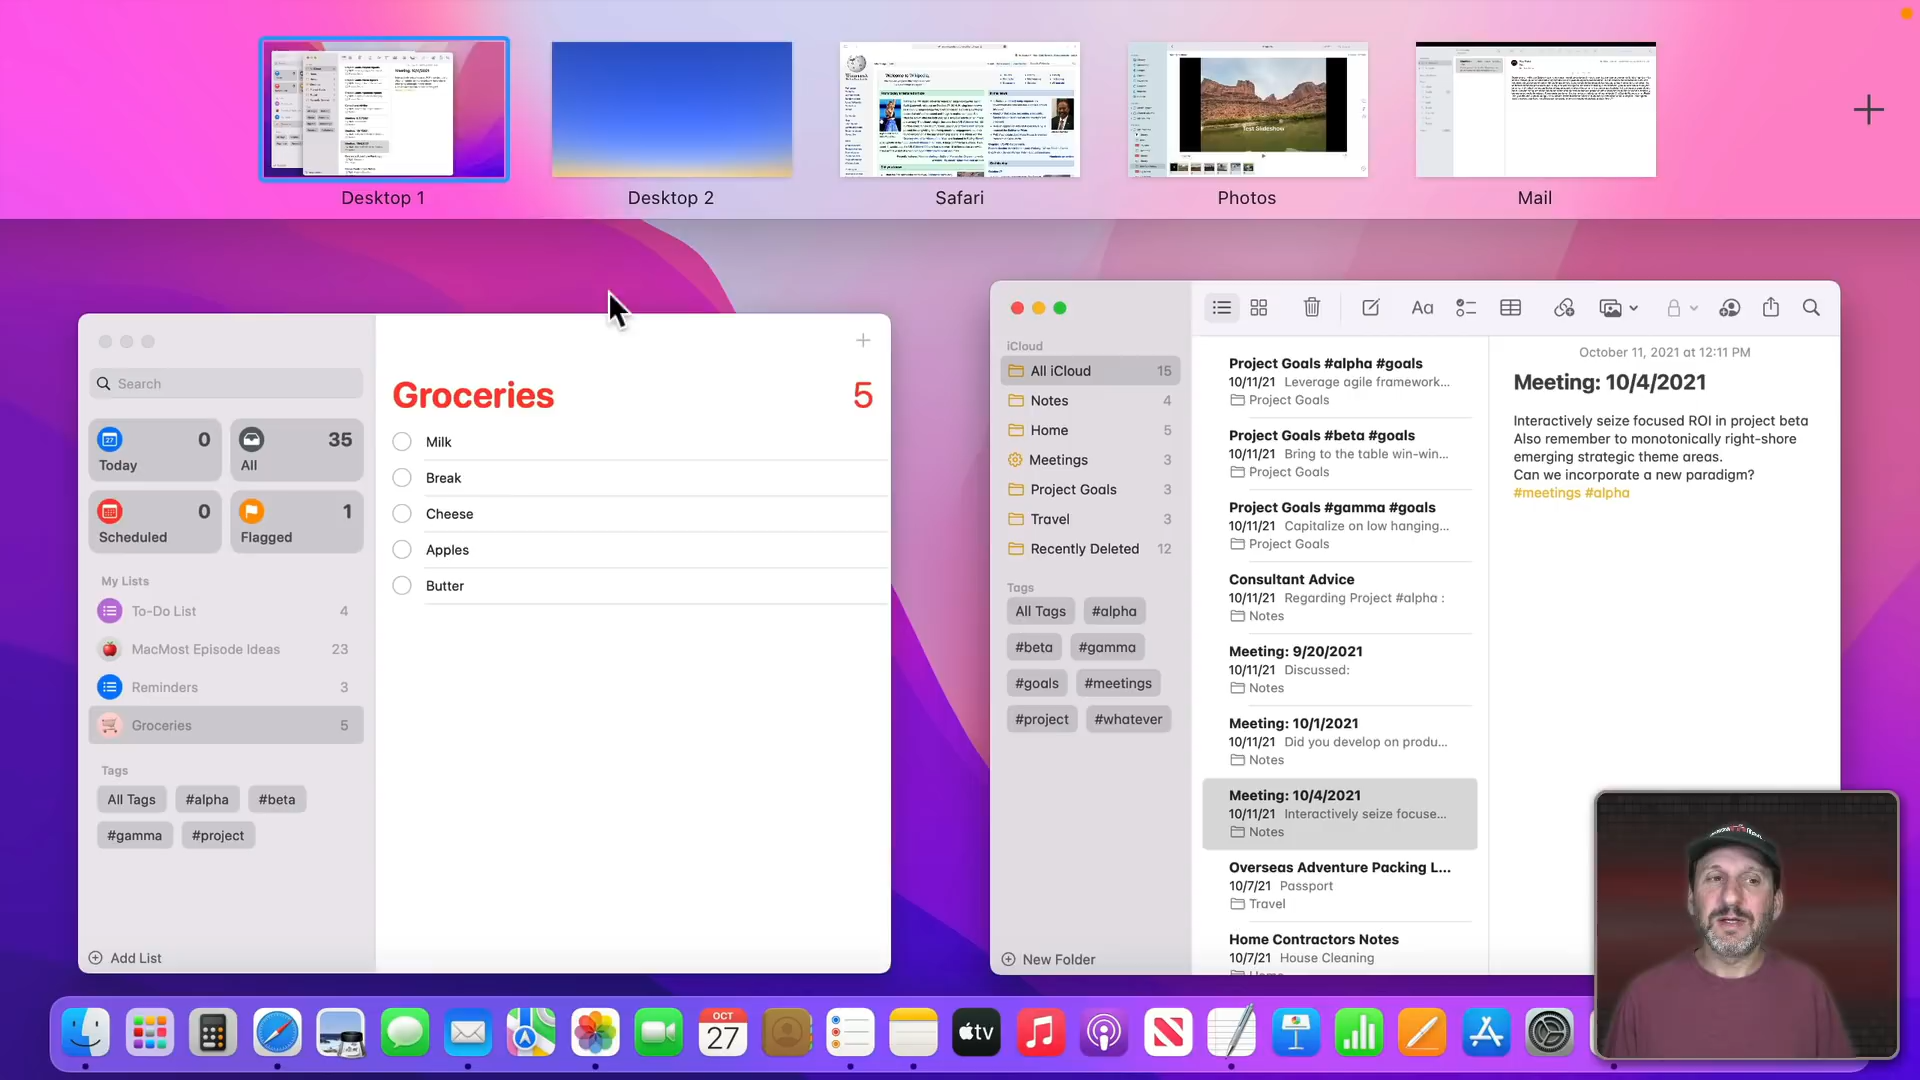 Desktop 1
Desktop 2
Safari
Photos
Mail
Test Slideshow
Search
Today
0
All
35
Scheduled
0
Flagged
1
My Lists
To-Do List 4
MacMost Episode Ideas 23
Reminders 3
Groceries 5
Tags
All Tags #alpha #beta
#gamma #project
Add List
Groceries 5
Milk
Break
Cheese
Apples
Butter
iCloud
All iCloud 15
Notes 4
Home 5
Meetings 3
Project Goals 3
Travel 3
Recently Deleted 12
Tags
All Tags #alpha
#beta #gamma
#goals #meetings
#project #whatever
New Folder
Project Goals #alpha #goals
10/11/21 Leverage agile framework...
Project Goals
Project Goals #beta #goals
10/11/21 Bring to the table win-win...
Project Goals
Project Goals #gamma #goals
10/11/21 Capitalize on low hanging...
Project Goals
Consultant Advice
10/11/21 Regarding Project #alpha :
Notes
Meeting: 9/20/2021
10/11/21 Discussed:
Notes
Meeting: 10/1/2021
10/11/21 Did you develop on produ...
Notes
Meeting: 10/4/2021
10/11/21 Interactively seize focuse...
Notes
Overseas Adventure Packing L...
10/7/21 Passport
Travel
Home Contractors Notes
10/7/21 House Cleaning
Home
Aa
October 11, 2021 at 12:11 PM
Meeting: 10/4/2021
Interactively seize focused ROI in project beta
Also remember to monotonically right-shore
emerging strategic theme areas.
Can we incorporate a new paradigm?
#meetings #alpha
OCT
27
tv